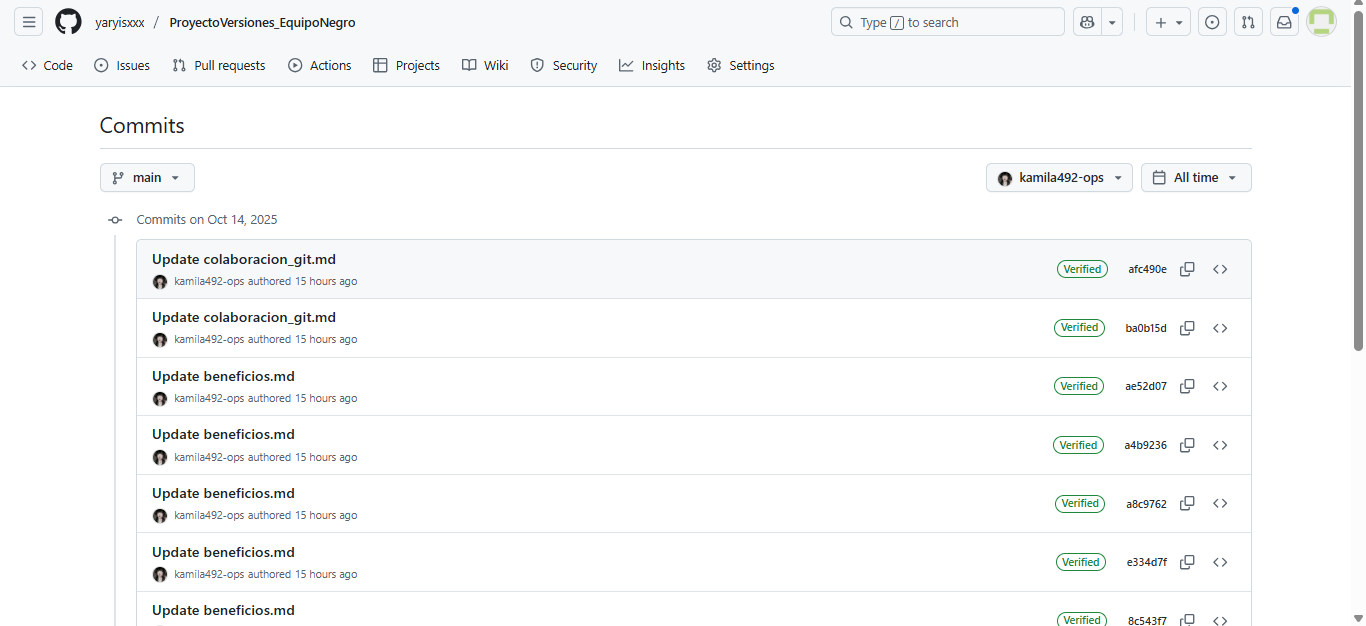 yaryisxxx / ProyectoVersiones_EquipoNegro
Type / to search
Code Issues Pull requests Actions Projects Wiki Security Insights Settings
Commits
main
kamila492-ops
All time
Commits on Oct 14, 2025
Update colaboracion_git.md
kamila492-ops authored 15 hours ago
Verified afc490e
Update colaboracion_git.md
kamila492-ops authored 15 hours ago
Verified ba0b15d
Update beneficios.md
kamila492-ops authored 15 hours ago
Verified ae52d07
Update beneficios.md
kamila492-ops authored 15 hours ago
Verified a4b9236
Update beneficios.md
kamila492-ops authored 15 hours ago
Verified a8c9762
Update beneficios.md
kamila492-ops authored 15 hours ago
Verified e334d7f
Update beneficios.md
Verified 8c543f7